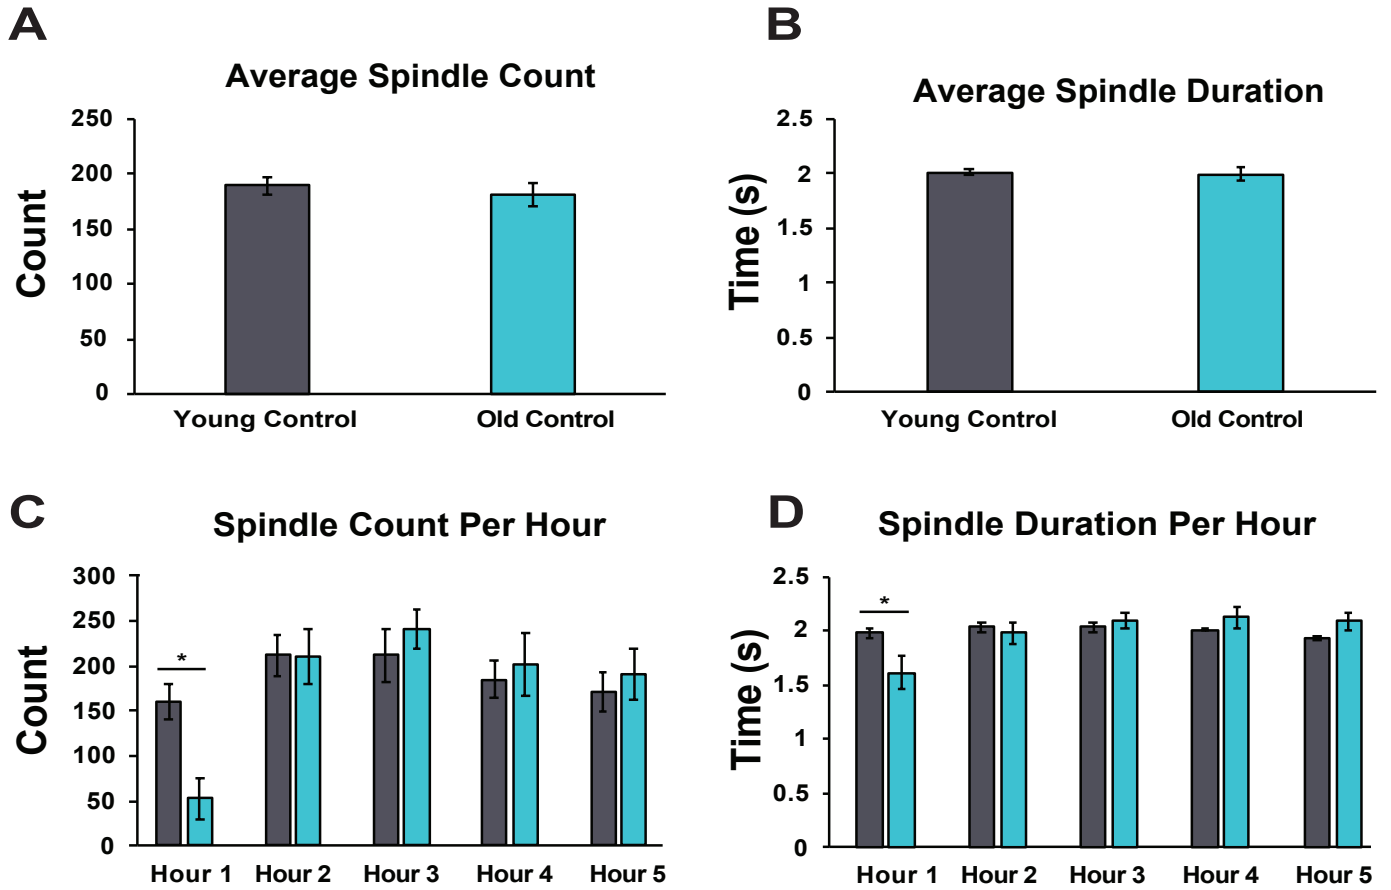 A
Average Spindle Count
Count
250
200
150
100
50
0
Young Control Old Control
B
Average Spindle Duration
Time (s)
2.5
2
1.5
1
0.5
0
Young Control Old Control
C
Spindle Count Per Hour
Count
300
250
200
150
100
50
0
*
Hour 1 Hour 2 Hour 3 Hour 4 Hour 5
D
Spindle Duration Per Hour
Time (s)
2.5
2
1.5
1
0.5
0
*
Hour 1 Hour 2 Hour 3 Hour 4 Hour 5